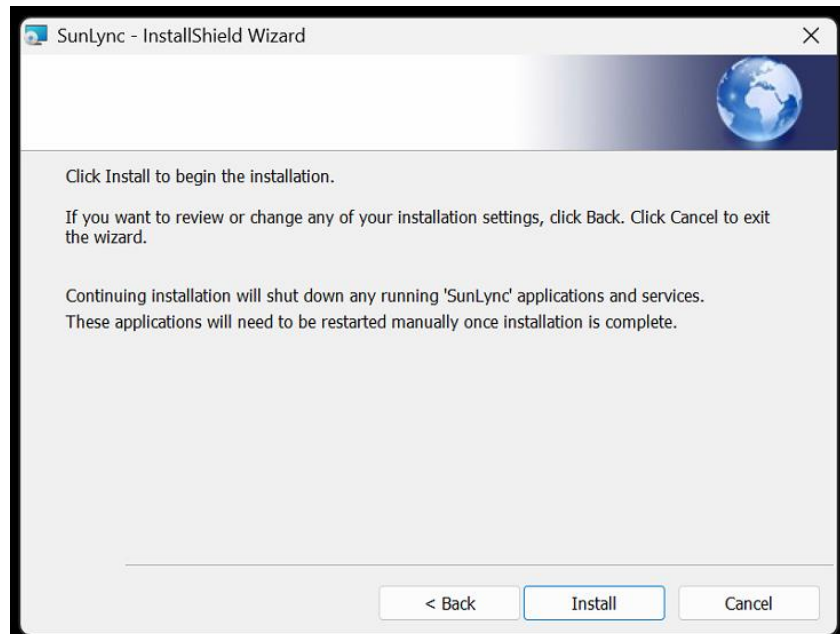 SunLync - InstallShield Wizard
Click Install to begin the installation.
If you want to review or change any of your installation settings, click Back. Click Cancel to exit
the wizard.
Continuing installation will shut down any running 'SunLync' applications and services.
These applications will need to be restarted manually once installation is complete.
< Back
Install
Cancel